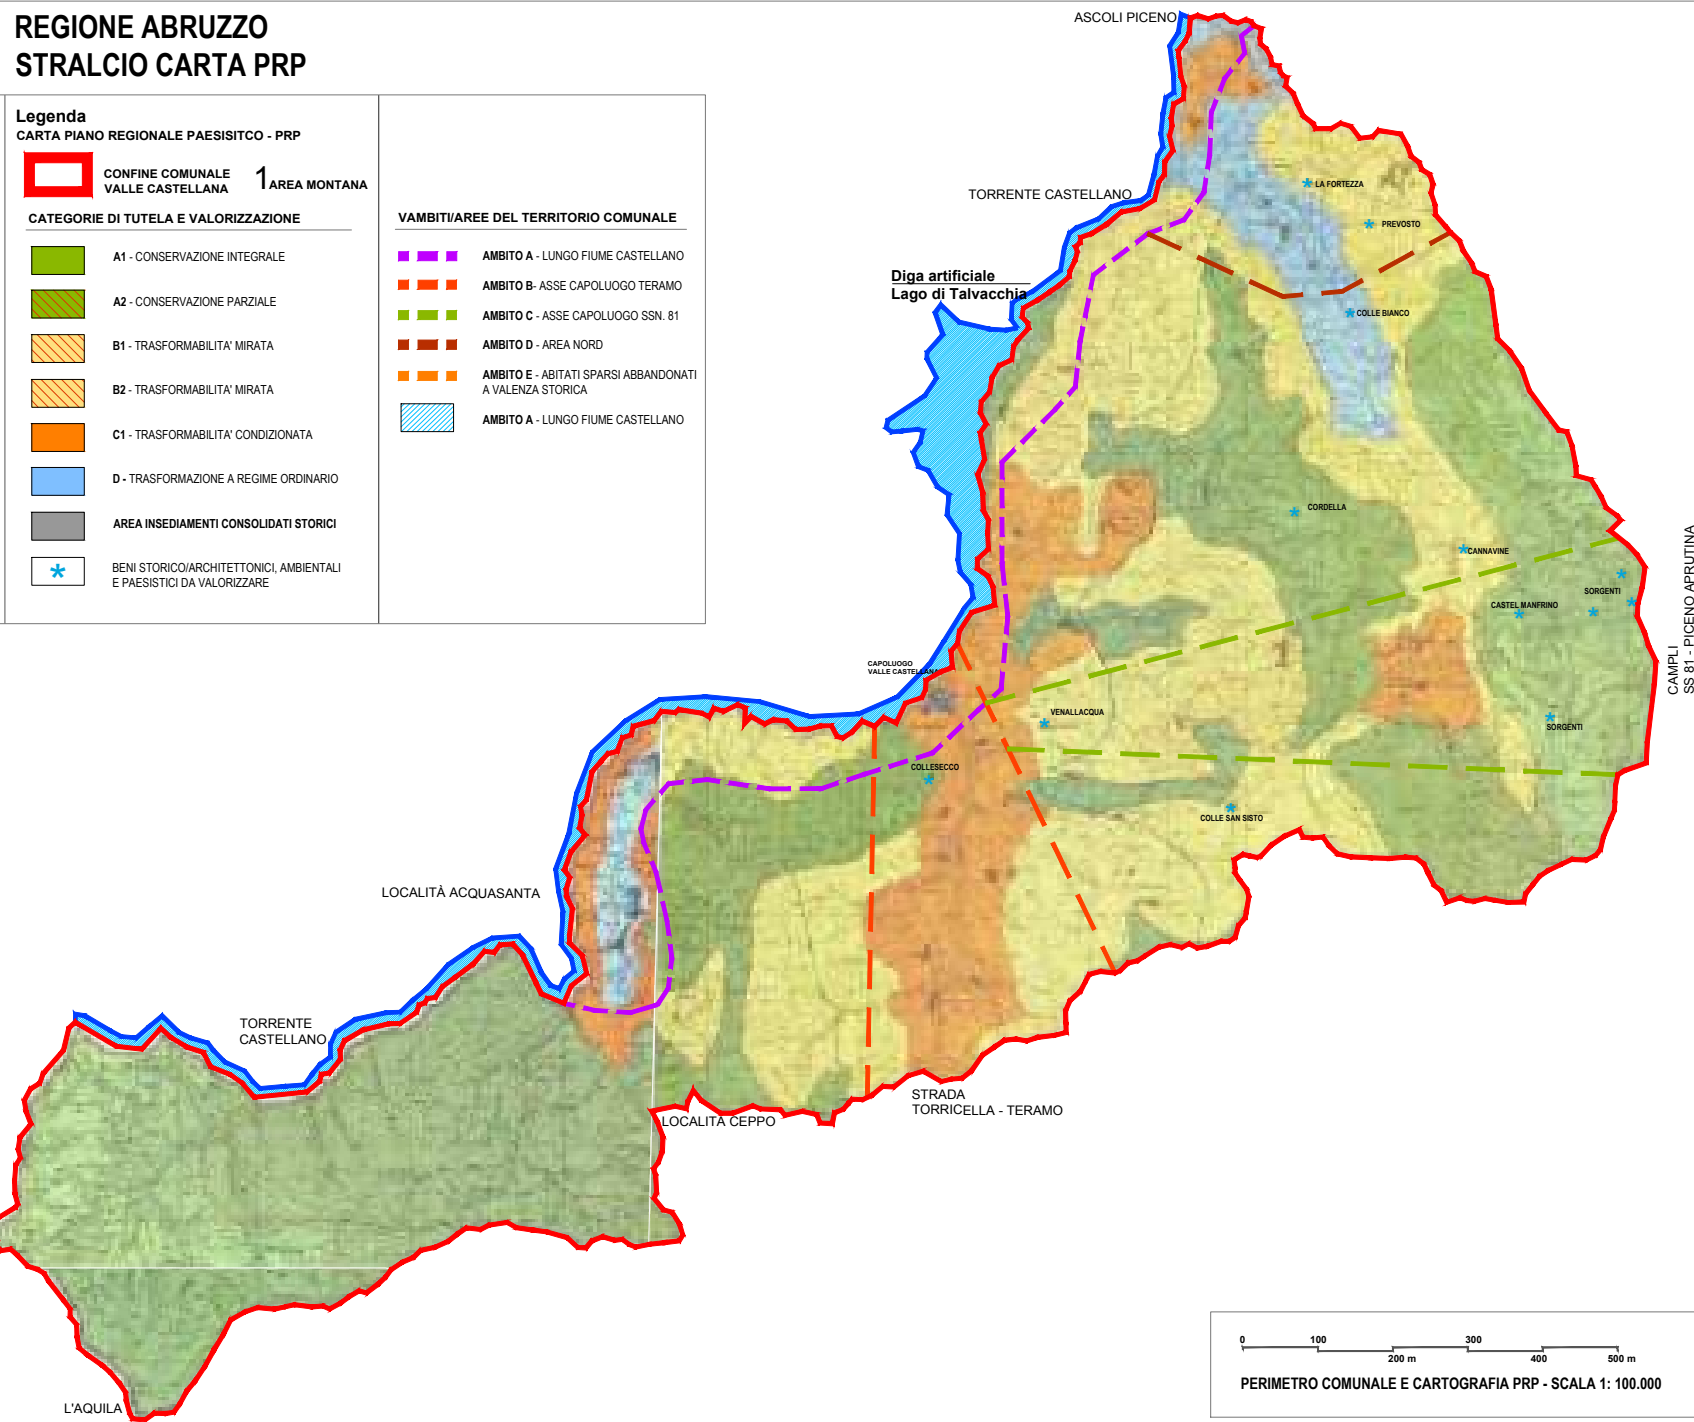 REGIONE ABRUZZO
STRALCIO CARTA PRP
Legenda
CARTA PIANO REGIONALE PAESISITCO - PRP
CONFINE COMUNALE
VALLE CASTELLANA
1 AREA MONTANA
CATEGORIE DI TUTELA E VALORIZZAZIONE
A1 - CONSERVAZIONE INTEGRALE
A2 - CONSERVAZIONE PARZIALE
B1 - TRASFORMABILITA' MIRATA
B2 - TRASFORMABILITA' MIRATA
C1 - TRASFORMABILITA' CONDIZIONATA
D - TRASFORMAZIONE A REGIME ORDINARIO
AREA INSEDIAMENTI CONSOLIDATI STORICI
BENI STORICO/ARCHITETTONICI, AMBIENTALI
E PAESISTICI DA VALORIZZARE
VAMBITI/AREE DEL TERRITORIO COMUNALE
AMBITO A - LUNGO FIUME CASTELLANO
AMBITO B- ASSE CAPOLUOGO TERAMO
AMBITO C - ASSE CAPOLUOGO SSN. 81
AMBITO D - AREA NORD
AMBITO E - ABITATI SPARSI ABBANDONATI
A VALENZA STORICA
AMBITO A - LUNGO FIUME CASTELLANO
ASCOLI PICENO
TORRENTE CASTELLANO
LA FORTEZZA
PREVOSTO
Diga artificiale
Lago di Talvacchia
COLLE BIANCO
CORDELLA
CANNAVINE
SORGENTI
CASTEL MANFRINO
CAMPLI
SS 81 - PICENO APRUTINA
CAPOLUOGO
VALLE CASTELLANA
VENALLACQUA
SORGENTI
COLLESECCO
COLLE SAN SISTO
LOCALITÀ ACQUASANTA
TORRENTE
CASTELLANO
STRADA
TORRICELLA - TERAMO
LOCALITÀ CEPPO
L'AQUILA
0 100 300
200 m 400 500 m
PERIMETRO COMUNALE E CARTOGRAFIA PRP - SCALA 1: 100.000